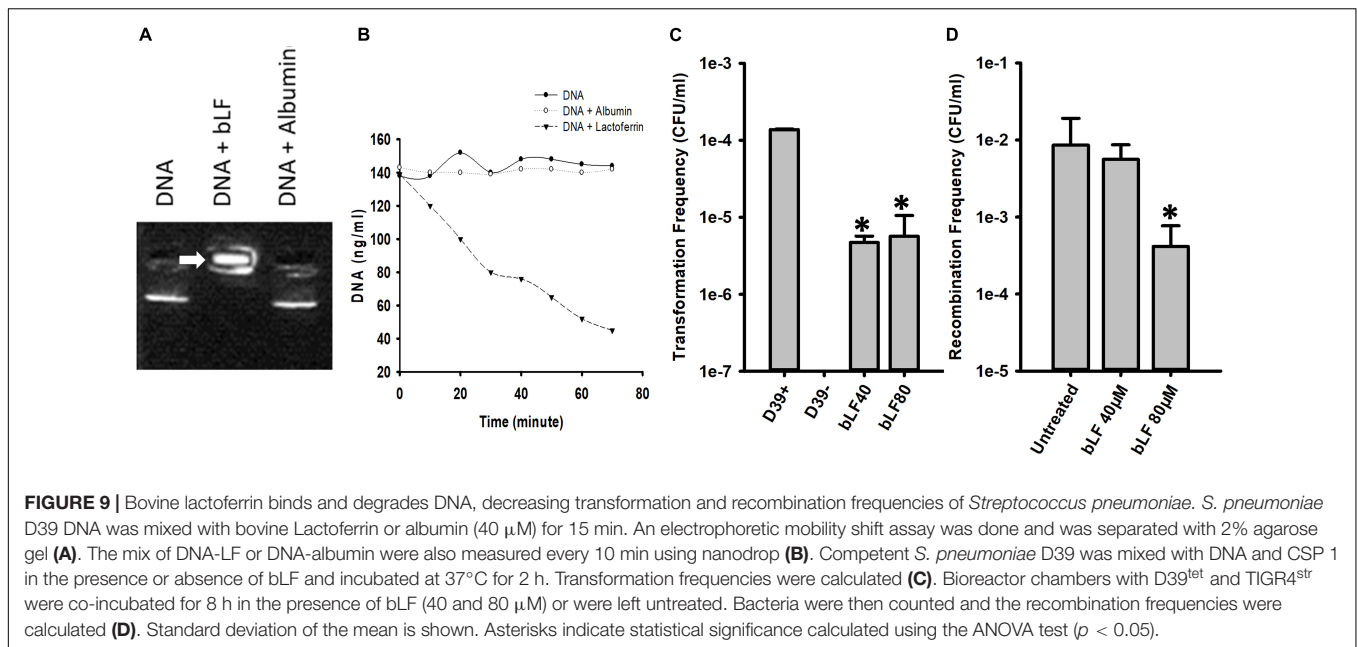 A
B
C
D
DNA
DNA + bLF
DNA + Albumin
DNA
DNA + Albumin
DNA + Lactoferrin
160
140
120
100
80
60
40
20
DNA (ng/ml)
0
20
40
60
80
Time (minute)
1e-3
1e-4
1e-5
1e-6
1e-7
Transformation Frequency (CFU/ml)
*
*
D39+
D39-
bLF40
bLF80
1e-1
1e-2
1e-3
1e-4
1e-5
Recombination Frequency (CFU/ml)
*
Untreated
bLF 40µM
bLF 80µM
FIGURE 9 | Bovine lactoferrin binds and degrades DNA, decreasing transformation and recombination frequencies of Streptococcus pneumoniae. S. pneumoniae
D39 DNA was mixed with bovine Lactoferrin or albumin (40 µM) for 15 min. An electrophoretic mobility shift assay was done and was separated with 2% agarose
gel (A). The mix of DNA-LF or DNA-albumin were also measured every 10 min using nanodrop (B). Competent S. pneumoniae D39 was mixed with DNA and CSP 1
in the presence or absence of bLF and incubated at 37°C for 2 h. Transformation frequencies were calculated (C). Bioreactor chambers with D39tet and TIGR4str
were co-incubated for 8 h in the presence of bLF (40 and 80 µM) or were left untreated. Bacteria were then counted and the recombination frequencies were
calculated (D). Standard deviation of the mean is shown. Asterisks indicate statistical significance calculated using the ANOVA test (p < 0.05).